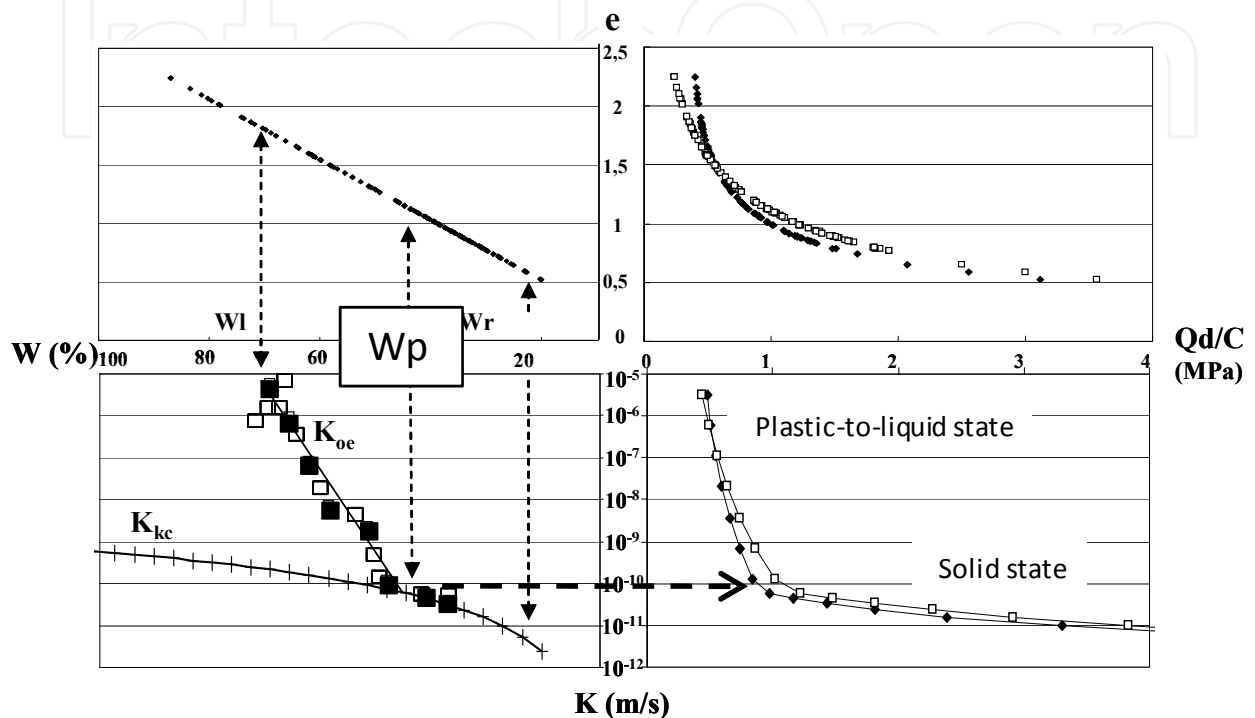 IntechOpen
e
2,5
2
1,5
1
0,5
0
Wl
Wp
Wr
W (%)
100
80
60
20
0
1
2
3
4
Qd/C
(MPa)
10-5
10-6
10-7
10-8
10-9
10-10
10-11
10-12
Koe
Kkc
Plastic-to-liquid state
Solid state
K (m/s)